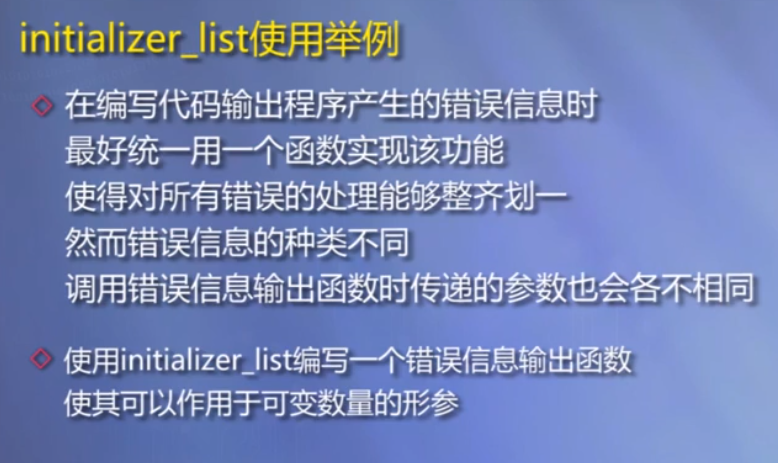 initializer_list使用举例
在编写代码输出程序产生的错误信息时
最好统一用一个函数实现该功能
使得对所有错误的处理能够整齐划一
然而错误信息的种类不同
调用错误信息输出函数时传递的参数也会各不相同
使用initializer_list编写一个错误信息输出函数
使其可以作用于可变数量的形参